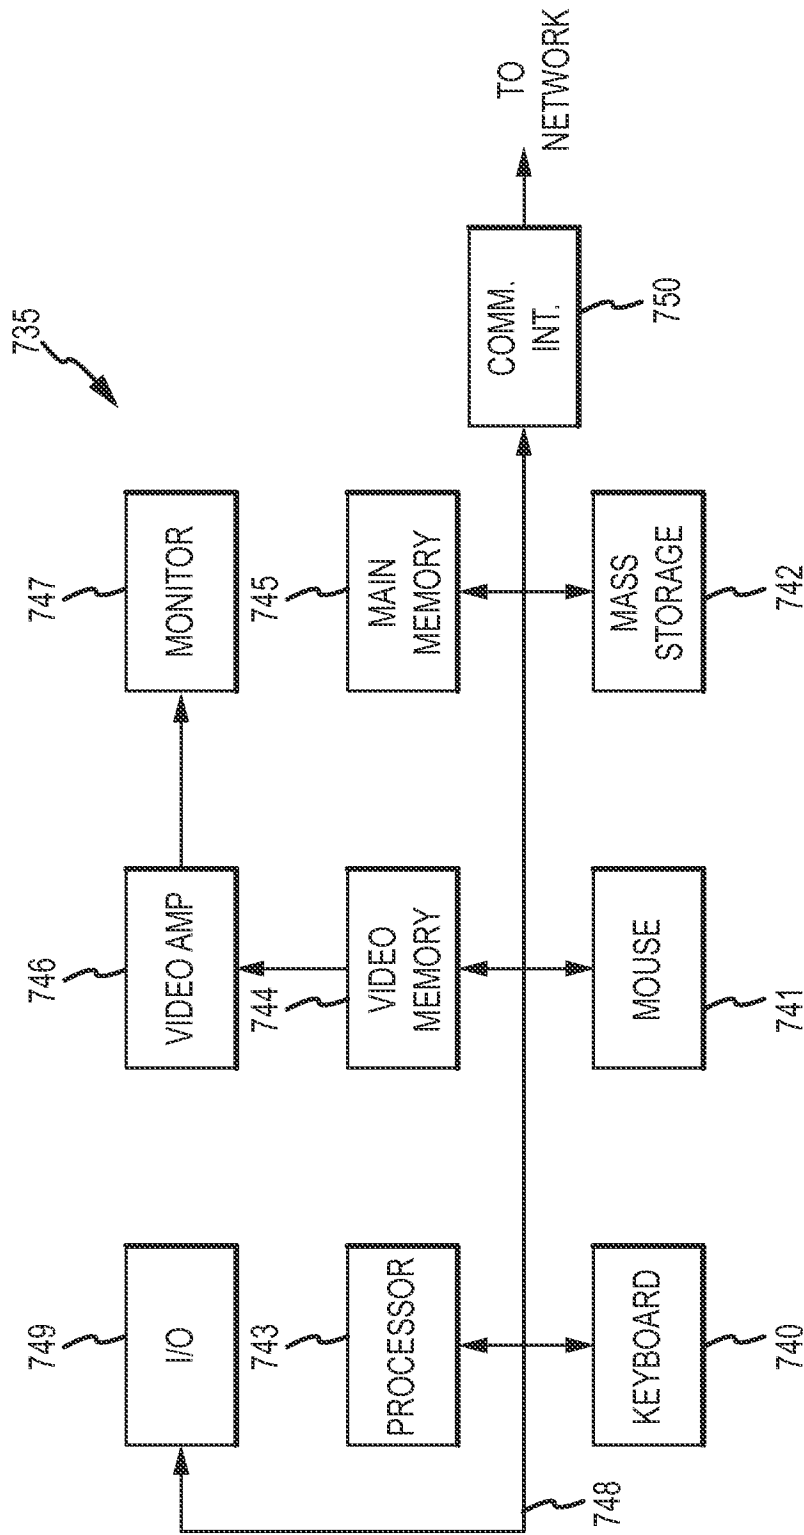 735
749
I/O
746
VIDEO AMP
747
MONITOR
743
PROCESSOR
744
VIDEO
MEMORY
745
MAIN
MEMORY
COMM.
INT.
750
TO
NETWORK
748
KEYBOARD
740
MOUSE
741
MASS
STORAGE
742